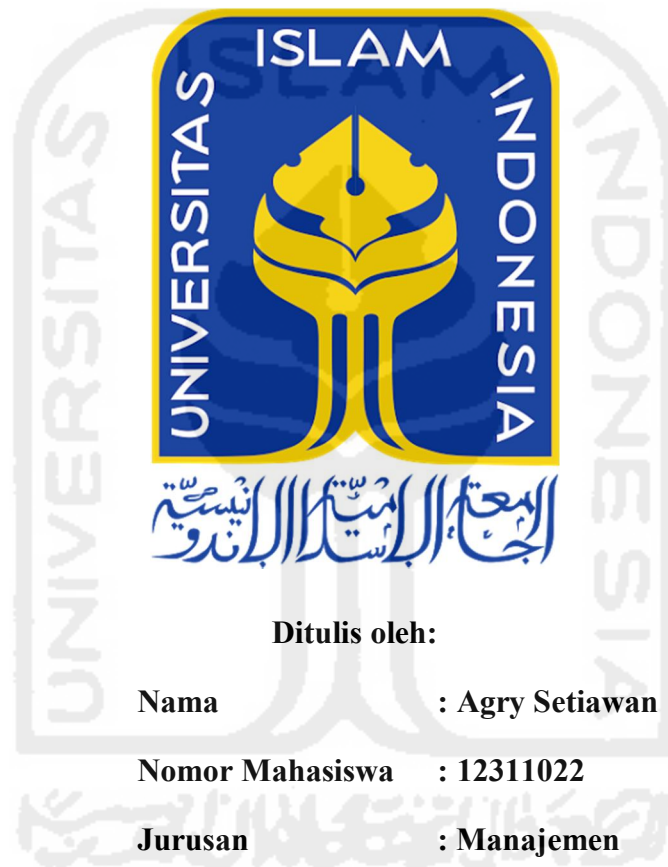 UNIVERSITAS ISLAM INDONESIA
الجامعة الإسلامية الإندونيسية
Ditulis oleh:
Nama : Agry Setiawan
Nomor Mahasiswa : 12311022
Jurusan : Manajemen